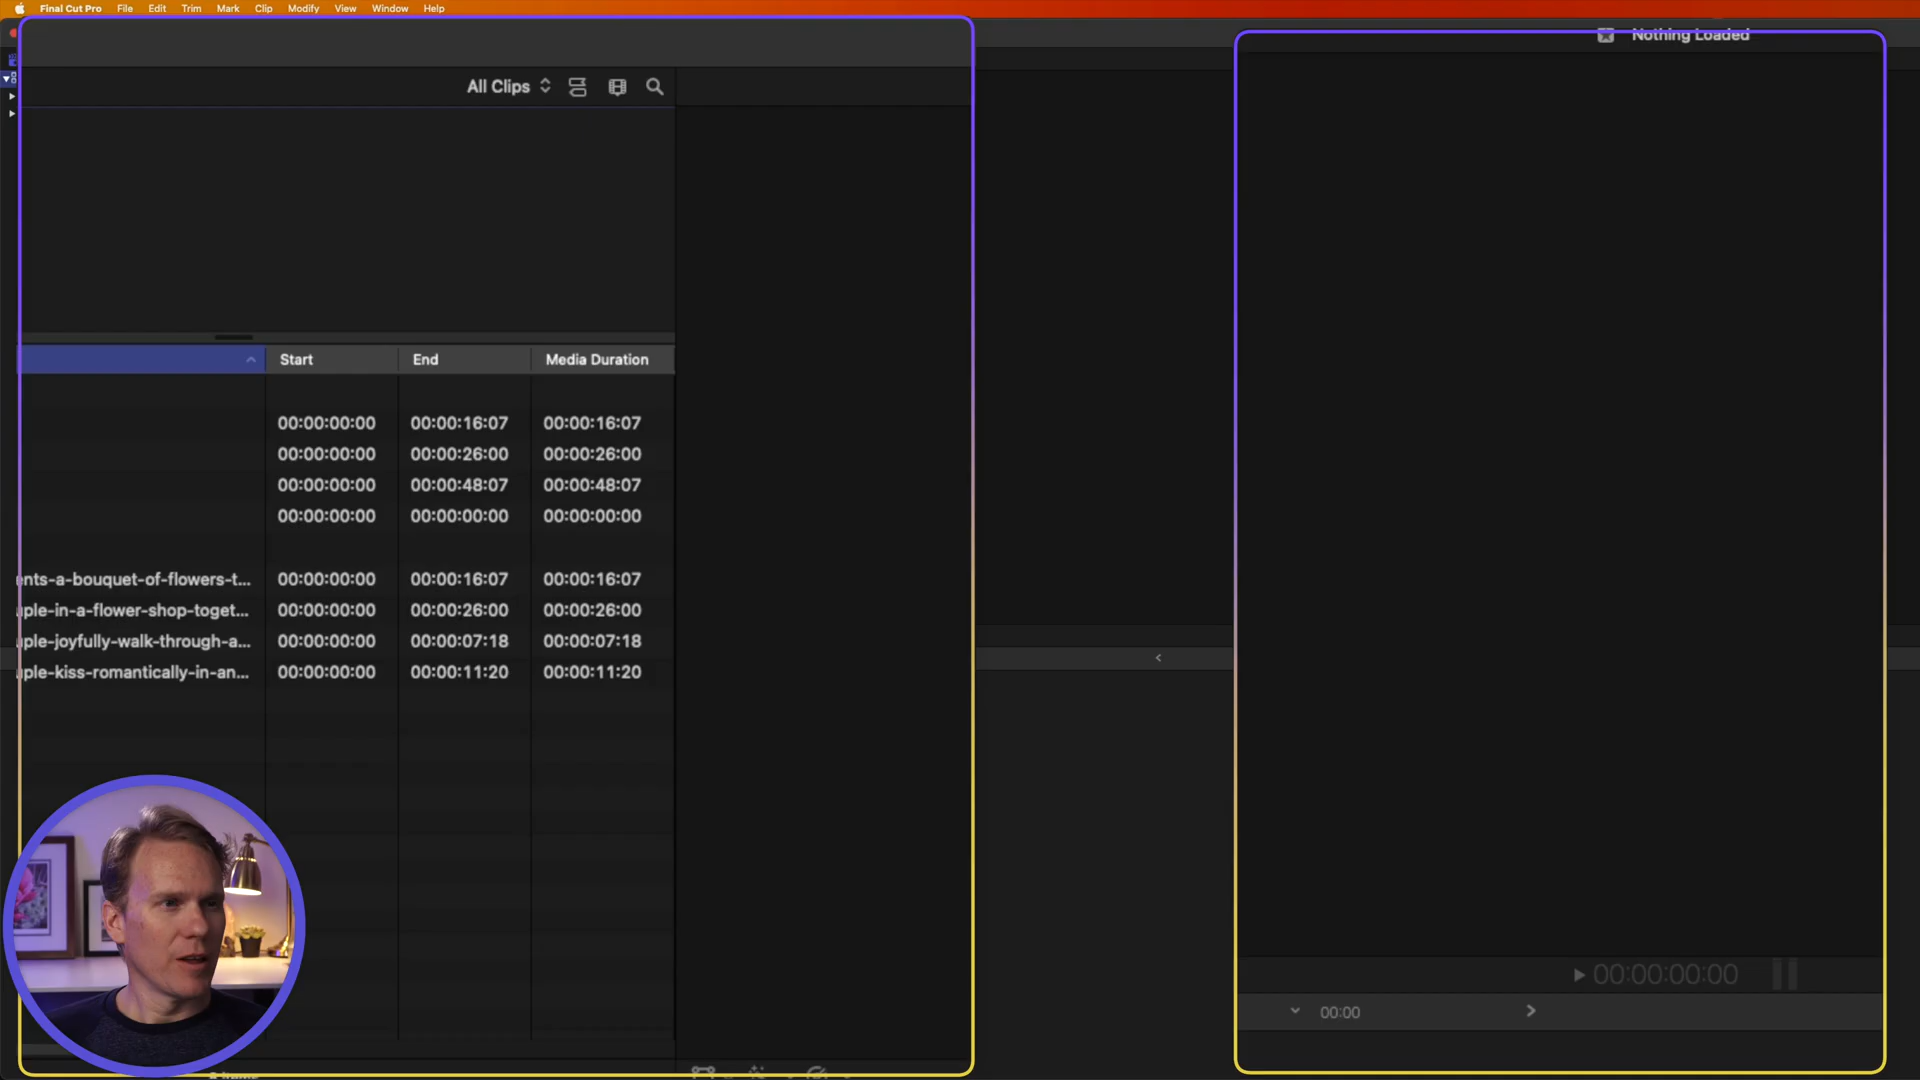 Final Cut Pro File Edit Trim Mark Clip Modify View Window Help
Nothing Loaded
All Clips
Start End Media Duration
00:00:00:00 00:00:16:07 00:00:16:07
00:00:00:00 00:00:26:00 00:00:26:00
00:00:00:00 00:00:48:07 00:00:48:07
00:00:00:00 00:00:00:00 00:00:00:00
ents-a-bouquet-of-flowers-t... 00:00:00:00 00:00:16:07 00:00:16:07
uple-in-a-flower-shop-toget... 00:00:00:00 00:00:26:00 00:00:26:00
uple-joyfully-walk-through-a... 00:00:00:00 00:00:07:18 00:00:07:18
uple-kiss-romantically-in-an... 00:00:00:00 00:00:11:20 00:00:11:20
00:00:00:00
00:00